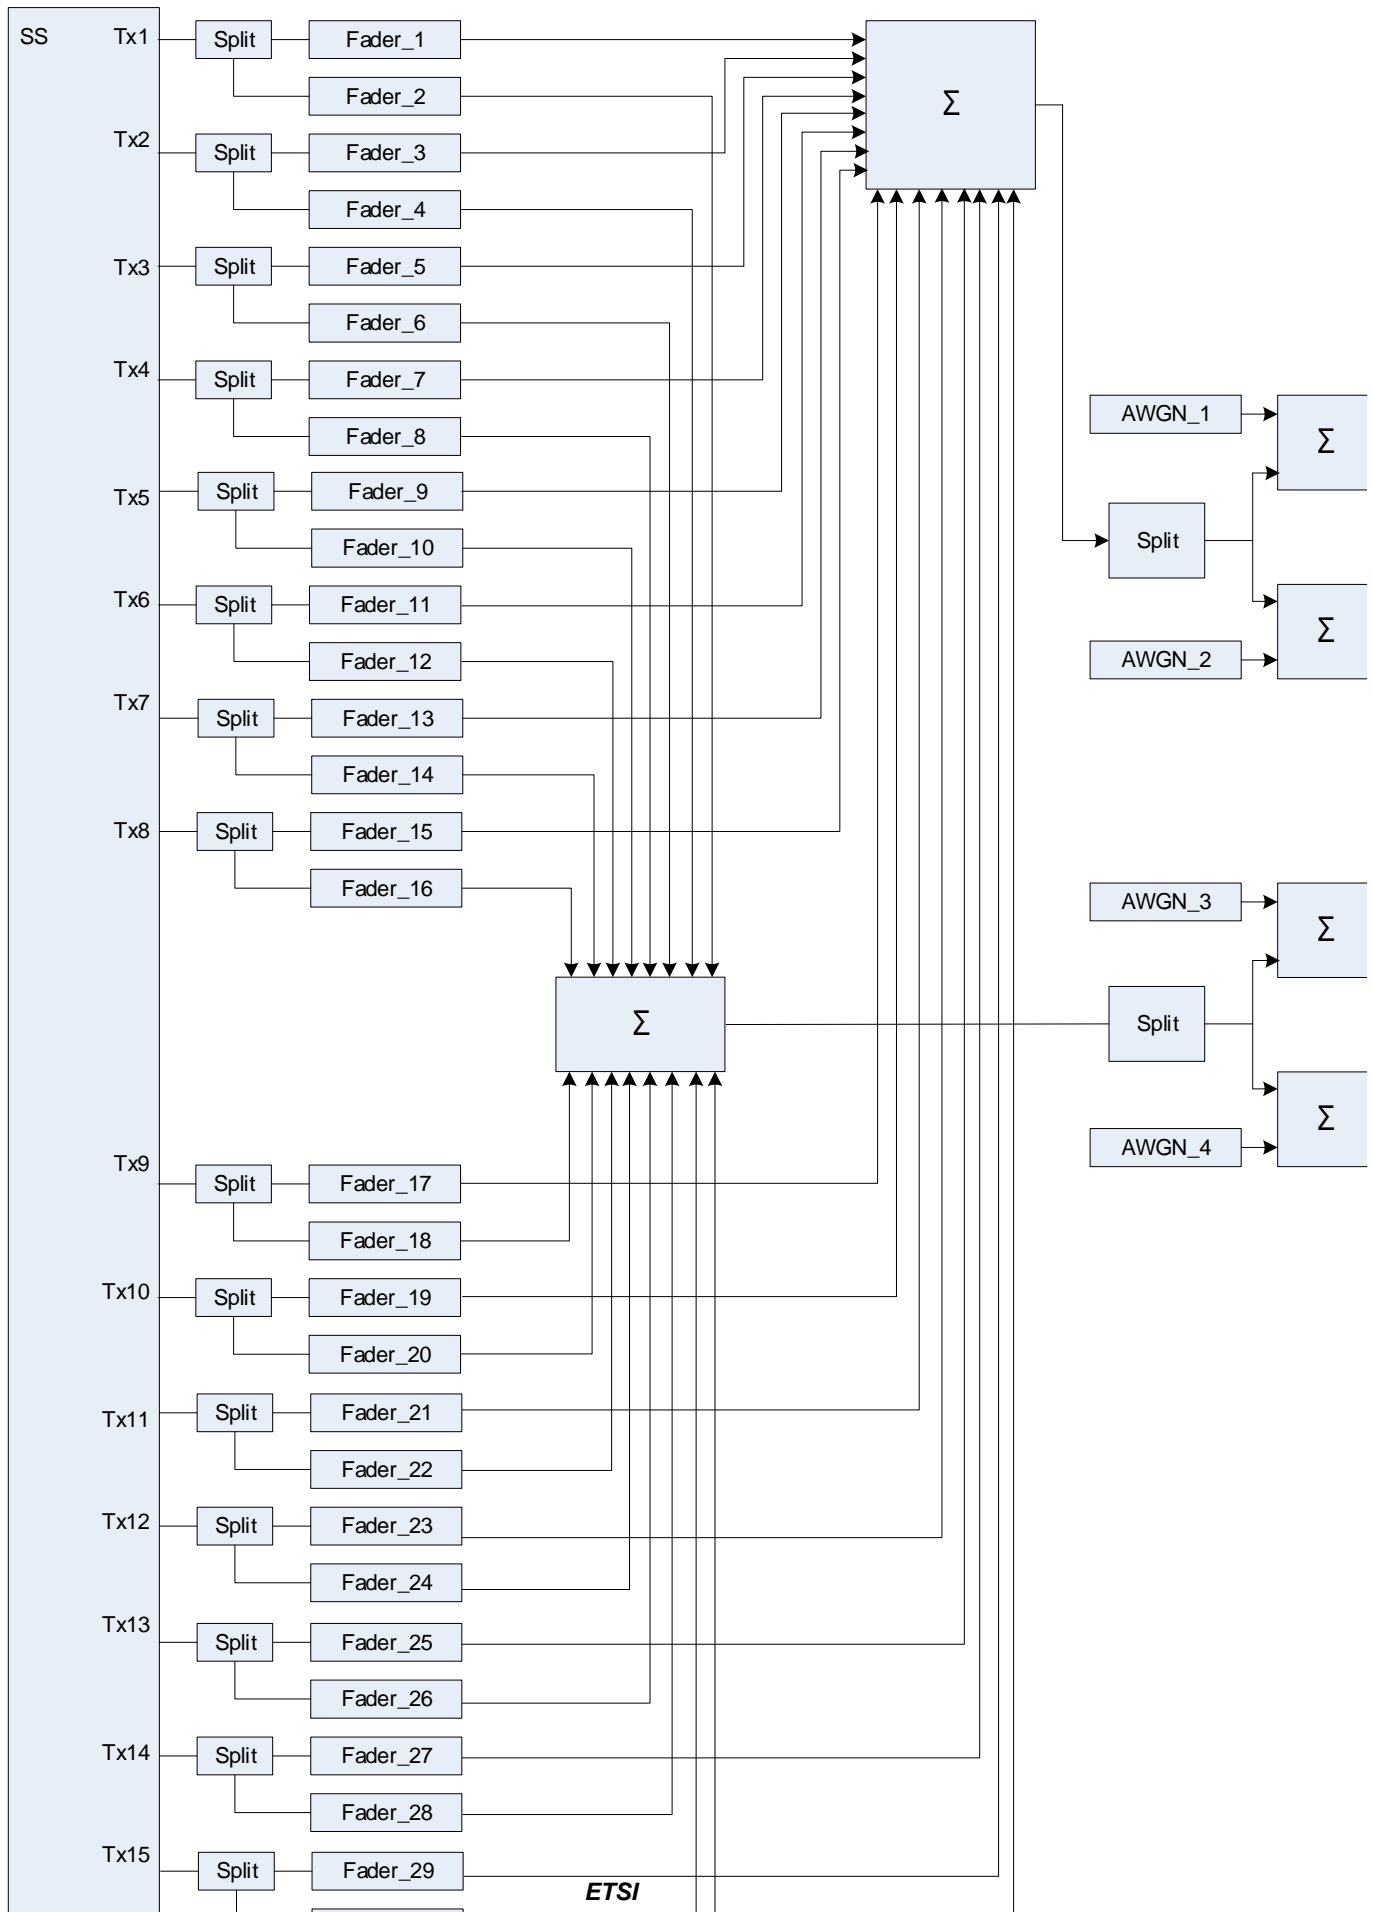 SS Tx1 Split Fader_1 Σ
Fader_2
Tx2 Split Fader_3
Fader_4
Tx3 Split Fader_5
Fader_6
Tx4 Split Fader_7
AWGN_1 Σ
Fader_8
Tx5 Split Fader_9
Fader_10 Split
Tx6 Split Fader_11
Σ
Fader_12 AWGN_2
Tx7 Split Fader_13
Fader_14
Tx8 Split Fader_15
Fader_16
AWGN_3 Σ
Σ Split
Σ
AWGN_4
Tx9 Split Fader_17
Fader_18
Tx10 Split Fader_19
Fader_20
Tx11 Split Fader_21
Fader_22
Tx12 Split Fader_23
Fader_24
Tx13 Split Fader_25
Fader_26
Tx14 Split Fader_27
Fader_28
Tx15 Split Fader_29
ETSI